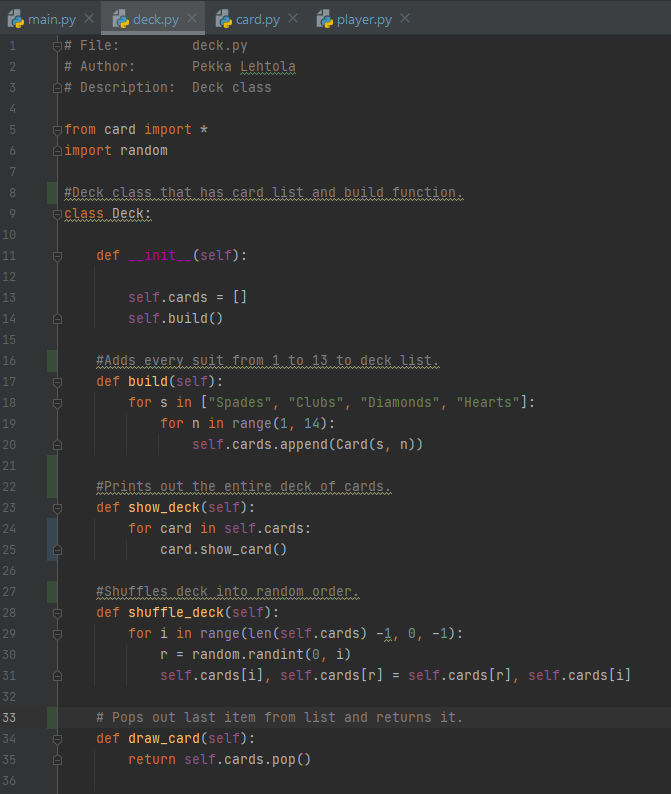 main.py deck.py card.py player.py
1 # File:          deck.py
2 # Author:        Pekka Lehtola
3 # Description:  Deck class
4
5 from card import *
6 import random
7
8 #Deck class that has card list and build function.
9 class Deck:
10
11     def __init__(self):
12
13         self.cards = []
14         self.build()
15
16     #Adds every suit from 1 to 13 to deck list.
17     def build(self):
18         for s in ["Spades", "Clubs", "Diamonds", "Hearts"]:
19             for n in range(1, 14):
20                 self.cards.append(Card(s, n))
21
22     #Prints out the entire deck of cards.
23     def show_deck(self):
24         for card in self.cards:
25             card.show_card()
26
27     #Shuffles deck into random order.
28     def shuffle_deck(self):
29         for i in range(len(self.cards) -1, 0, -1):
30             r = random.randint(0, i)
31             self.cards[i], self.cards[r] = self.cards[r], self.cards[i]
32
33     # Pops out last item from list and returns it.
34     def draw_card(self):
35         return self.cards.pop()
36